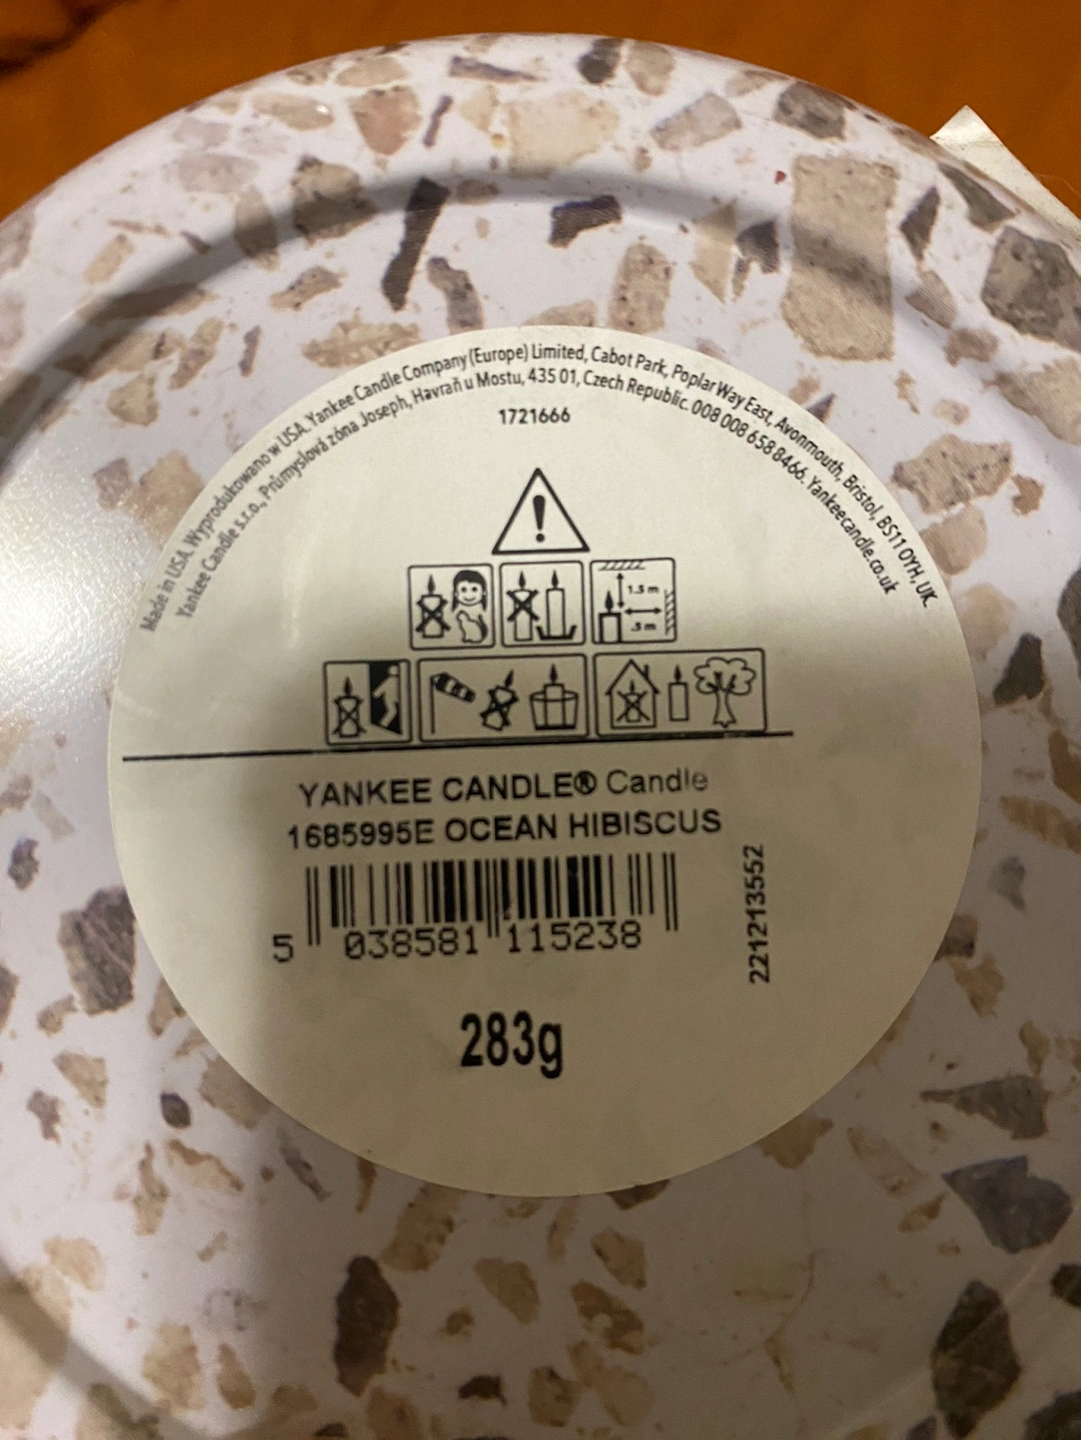 Made in USA. Wyprodukowano w USA. Yankee Candle Company (Europe) Limited, Cabot Park, Poplar Way East, Avonmouth, Bristol, BS11 0YH, UK.
Yankee Candle s.r.o., Průmyslová zóna Joseph, Havraň u Mostu, 435 01, Czech Republic. 008 008 658 8466. Yankeecandle.co.uk
1721666
!
1.5 m
.5 m
YANKEE CANDLE® Candle
1685995E OCEAN HIBISCUS
5 038581 115238
221213552
283g